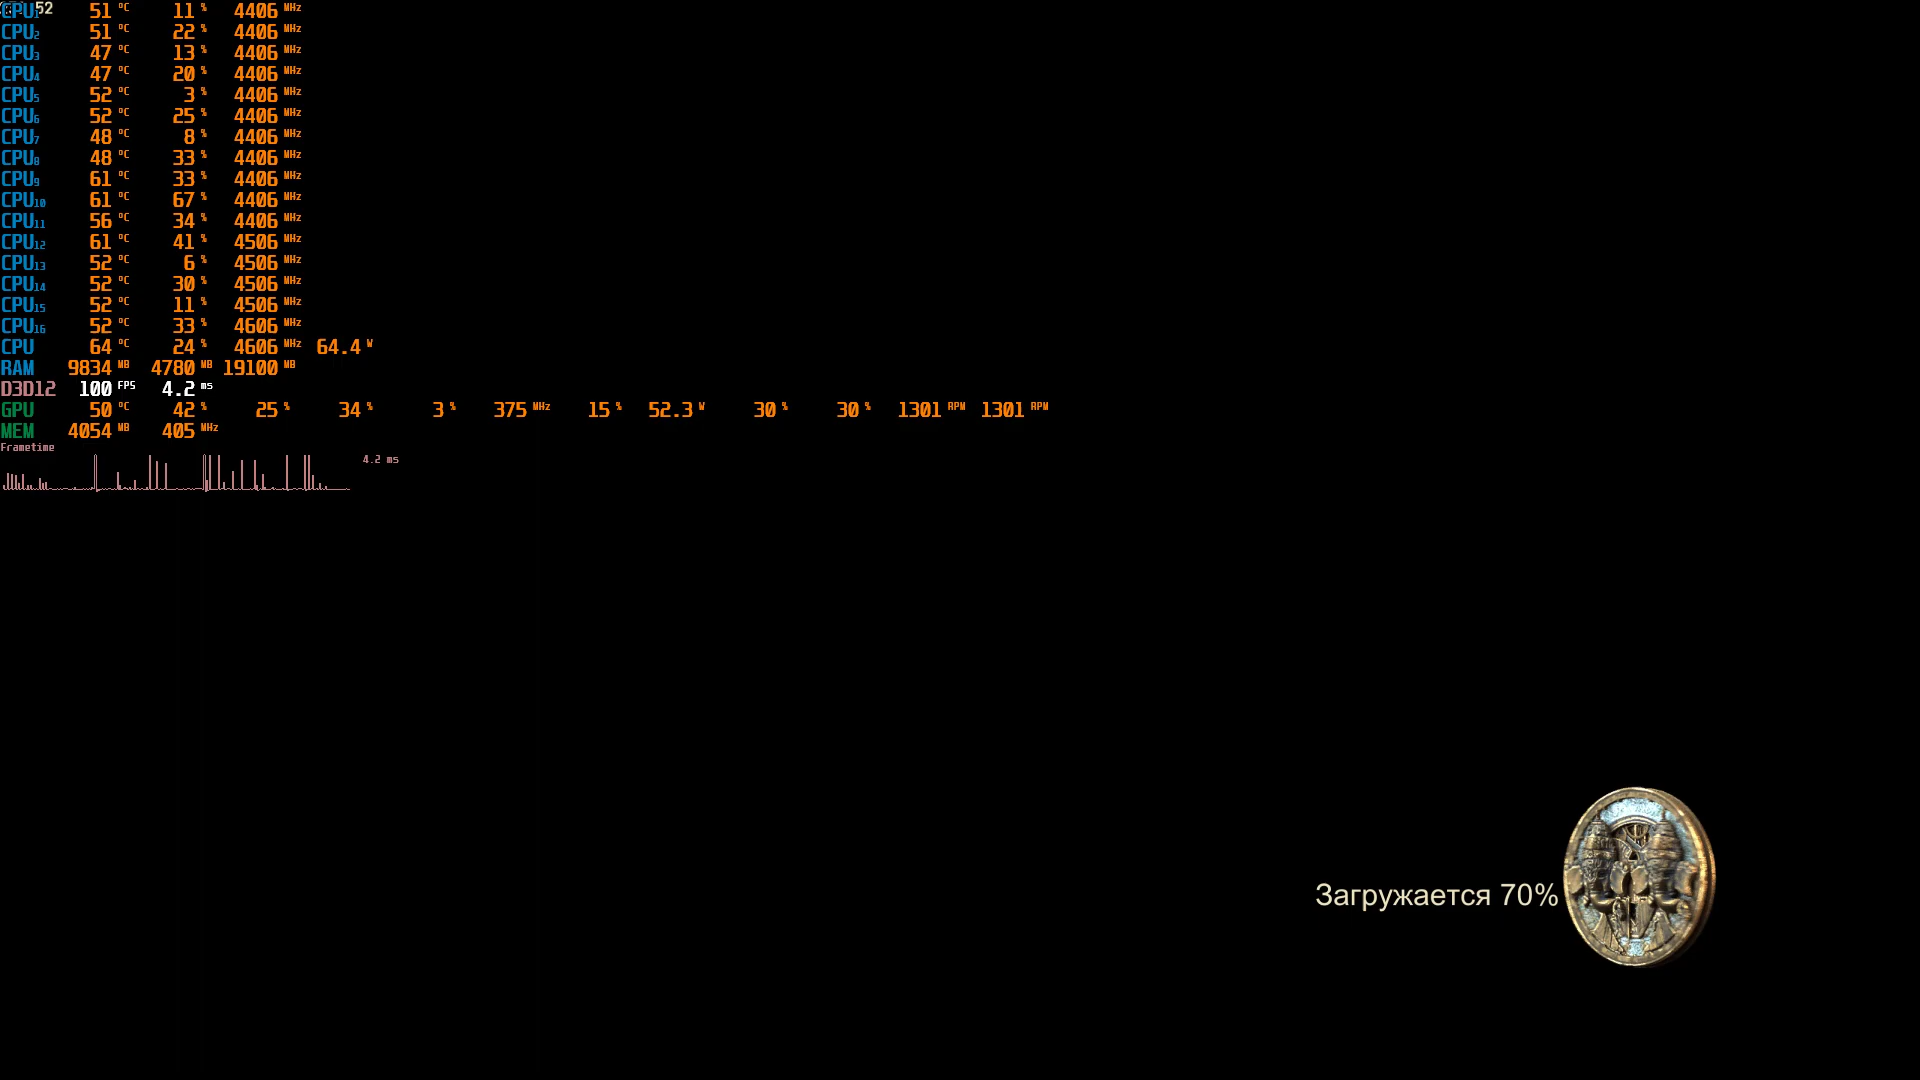 52
CPU1 51 °C 11 % 4406 MHz
CPU2 51 °C 22 % 4406 MHz
CPU3 47 °C 13 % 4406 MHz
CPU4 47 °C 20 % 4406 MHz
CPU5 52 °C 3 % 4406 MHz
CPU6 52 °C 25 % 4406 MHz
CPU7 48 °C 8 % 4406 MHz
CPU8 48 °C 33 % 4406 MHz
CPU9 61 °C 33 % 4406 MHz
CPU10 61 °C 67 % 4406 MHz
CPU11 56 °C 34 % 4406 MHz
CPU12 61 °C 41 % 4506 MHz
CPU13 52 °C 6 % 4506 MHz
CPU14 52 °C 30 % 4506 MHz
CPU15 52 °C 11 % 4506 MHz
CPU16 52 °C 33 % 4606 MHz
CPU 64 °C 24 % 4606 MHz 64.4 W
RAM 9834 MB 4780 MB 19100 MB
D3D12 100 FPS 4.2 ms
GPU 50 °C 42 % 25 % 34 % 3 % 375 MHz 15 % 52.3 W 30 % 30 % 1301 RPM 1301 RPM
MEM 4054 MB 405 MHz
Frametime
4.2 ms
Загружается 70%